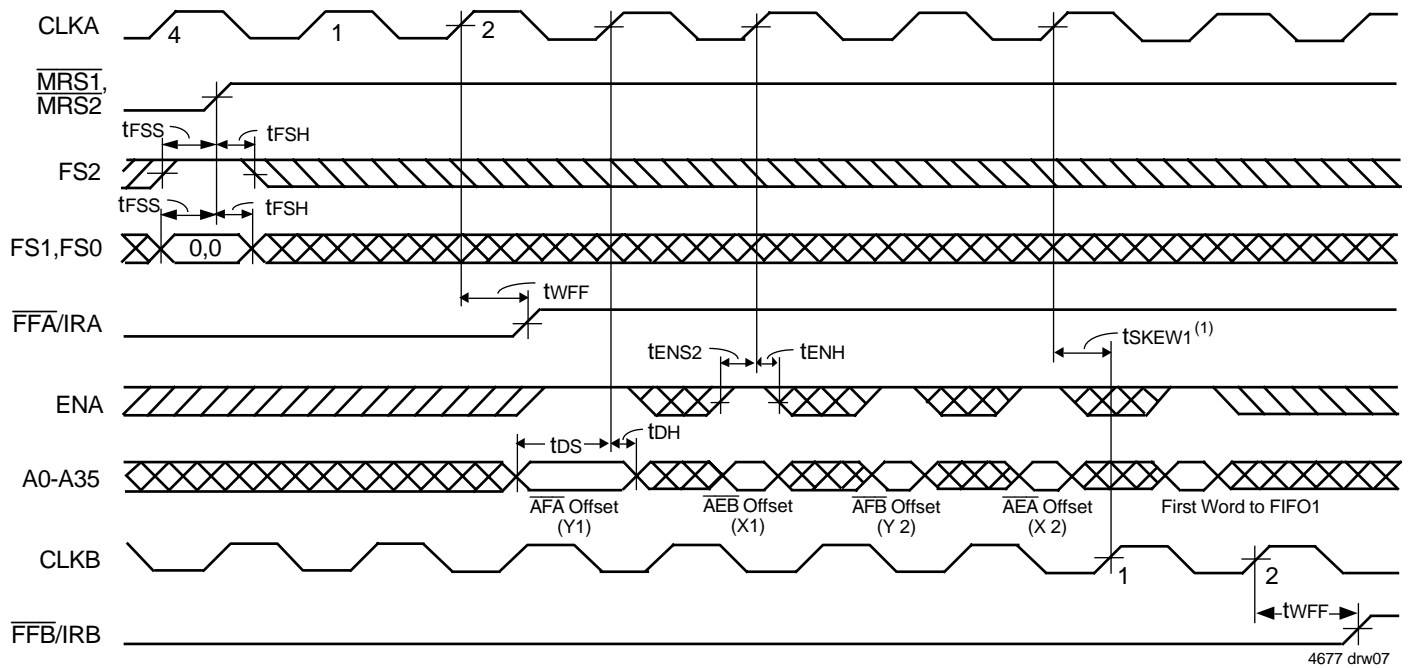 CLKA 4 1 2
MRS1,
MRS2
tFSS tFSH
FS2
tFSS tFSH
FS1,FS0 0,0
tWFF
FFA/IRA
tSKEW1(1)
tENS2 tENH
ENA
tDS tDH
A0-A35
AFA Offset AEB Offset AFB Offset AEA Offset First Word to FIFO1
(Y1) (X1) (Y 2) (X 2)
CLKB 1 2
tWFF
FFB/IRB
4677 drw07